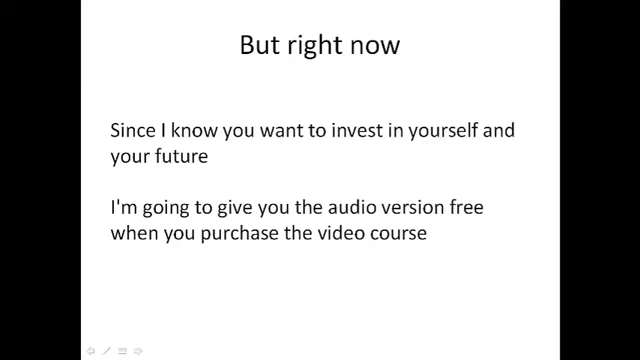 But right now
Since I know you want to invest in yourself and
your future
I'm going to give you the audio version free
when you purchase the video course